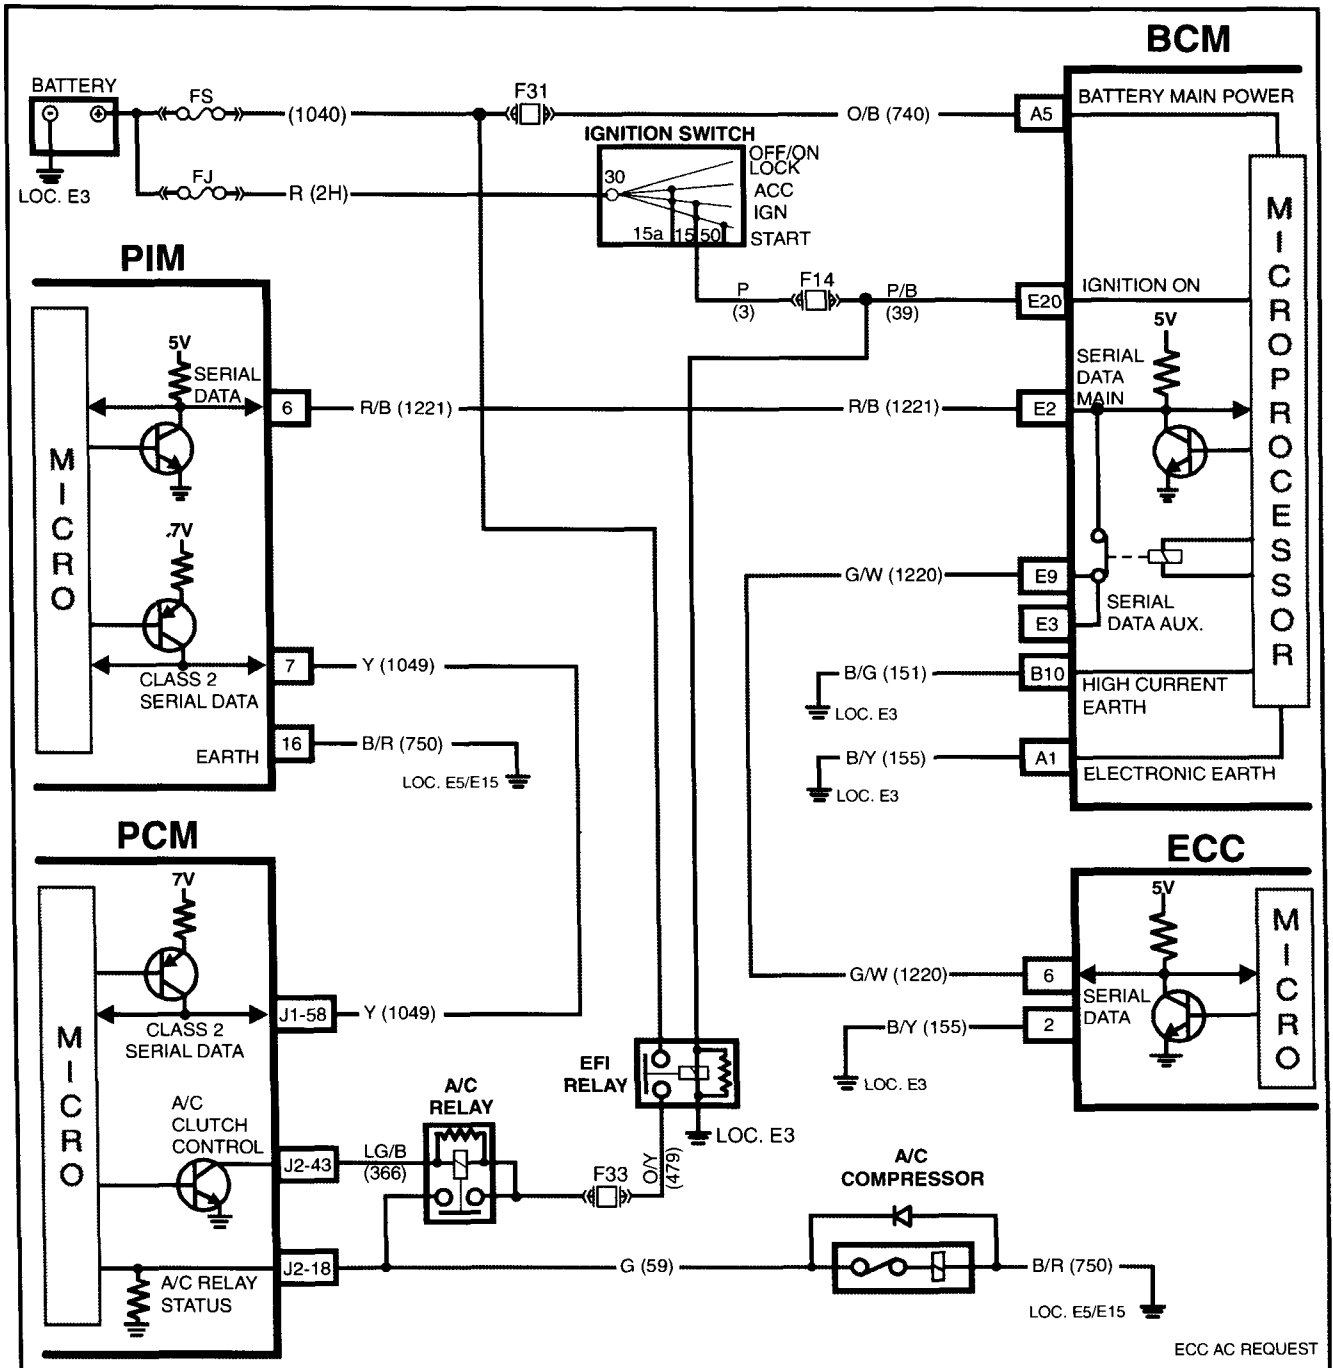 BCM
BATTERY
FS
(1040)
F31
O/B (740)
A5
BATTERY MAIN POWER
IGNITION SWITCH
OFF/ON
LOCK
30
ACC
IGN
15a
15
50
START
LOC. E3
FJ
R (2H)
PIM
P
(3)
F14
P/B
(39)
E20
IGNITION ON
MICROPROCESSOR
5V
SERIAL
DATA
6
R/B (1221)
R/B (1221)
E2
SERIAL
DATA
MAIN
5V
MICRO
.7V
G/W (1220)
E9
E3
SERIAL
DATA AUX.
7
Y (1049)
CLASS 2
SERIAL DATA
B/G (151)
B10
HIGH CURRENT
EARTH
LOC. E3
EARTH
16
B/R (750)
LOC. E5/E15
B/Y (155)
A1
ELECTRONIC EARTH
LOC. E3
PCM
ECC
7V
5V
MICRO
MICRO
G/W (1220)
6
SERIAL
DATA
CLASS 2
SERIAL DATA
J1-58
Y (1049)
B/Y (155)
2
LOC. E3
EFI
RELAY
LOC. E3
A/C
RELAY
A/C
CLUTCH
CONTROL
J2-43
LG/B
(366)
F33
O/Y
(479)
A/C
COMPRESSOR
J2-18
G (59)
B/R (750)
A/C RELAY
STATUS
LOC. E5/E15
ECC AC REQUEST